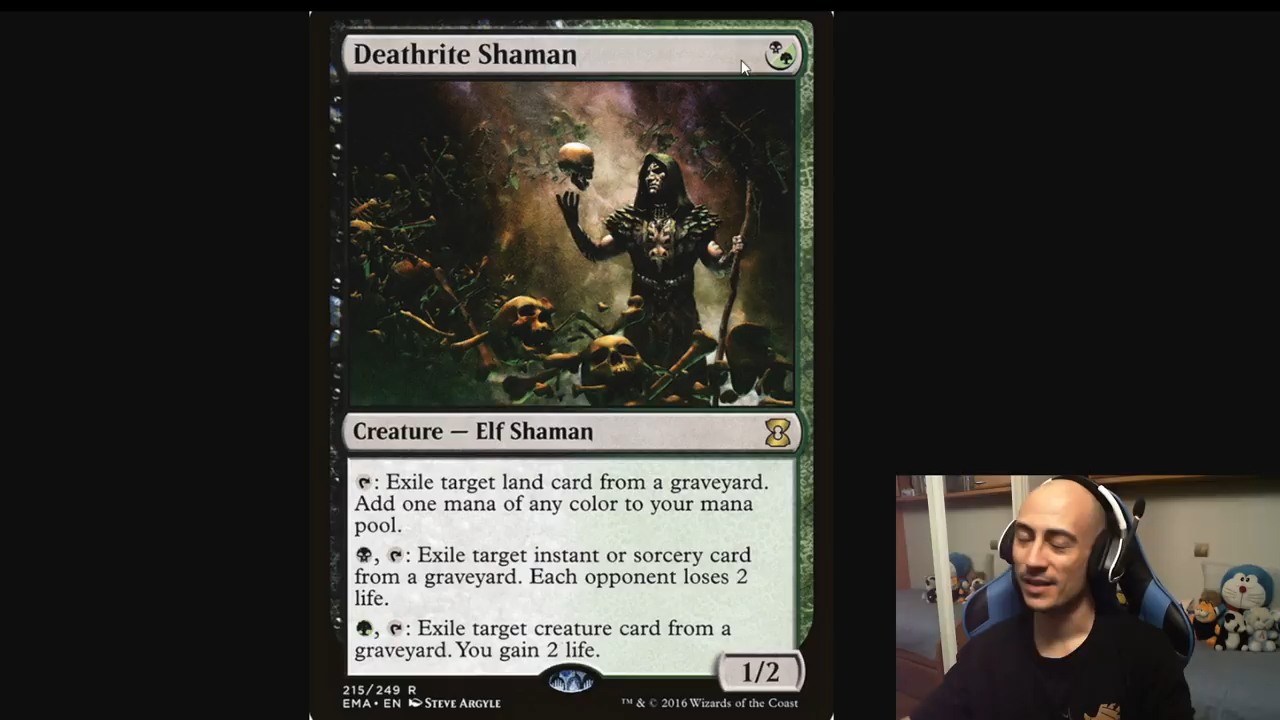 Deathrite Shaman
Creature — Elf Shaman
: Exile target land card from a graveyard.
Add one mana of any color to your mana
pool.
, : Exile target instant or sorcery card
from a graveyard. Each opponent loses 2
life.
, : Exile target creature card from a
graveyard. You gain 2 life.
1/2
215/249 R
EMA • EN STEVE ARGYLE
™ & © 2016 Wizards of the Coast